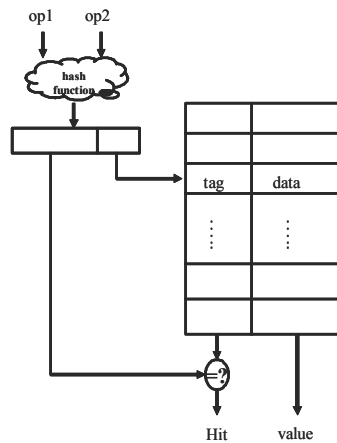 op1 op2
hash
function
tag data
=?
Hit value